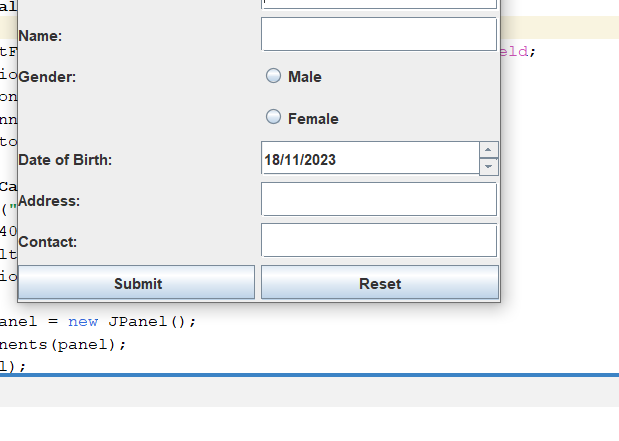 al
Name:
tF
eld;
io
Gender:
Male
on
nn
Female
to
Date of Birth:
18/11/2023
Ca
Address:
("
40
Contact:
lt
io
Submit
Reset
anel = new JPanel();
nents(panel);
l);